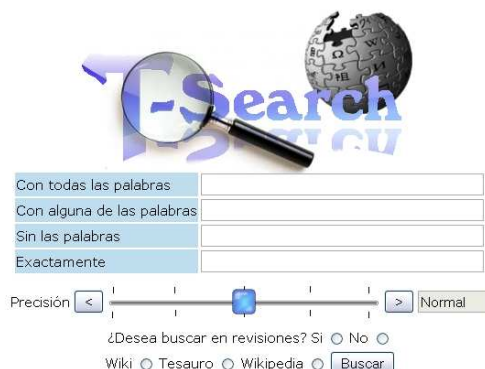 T-Search
Con todas las palabras
Con alguna de las palabras
Sin las palabras
Exactamente
Precisión < > Normal
¿Desea buscar en revisiones? Si No
Wiki Tesauro Wikipedia Buscar